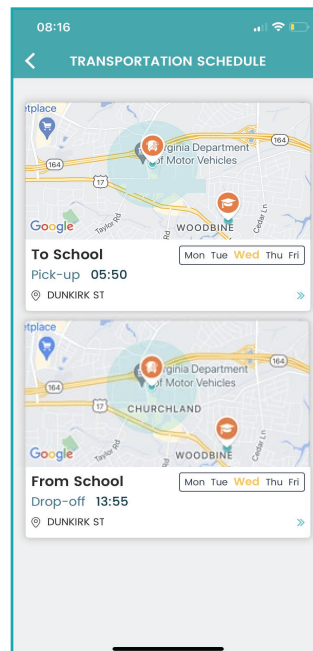 08:16
TRANSPORTATION SCHEDULE
etplace
164
Virginia Department
of Motor Vehicles
164
17
Taylor Rd
Rd
WOODBINE
Cedar Ln
Google
To School
Mon Tue Wed Thu Fri
Pick-up 05:50
DUNKIRK ST
etplace
164
Virginia Department
of Motor Vehicles
164
17
CHURCHLAND
Taylor Rd
Rd
WOODBINE
Cedar Ln
Google
From School
Mon Tue Wed Thu Fri
Drop-off 13:55
DUNKIRK ST